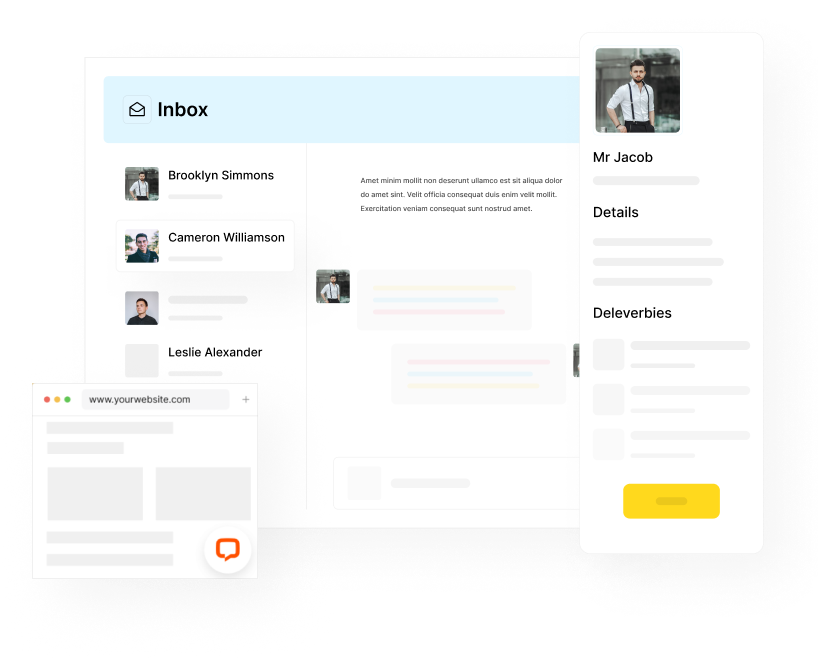 Inbox
Brooklyn Simmons
Cameron Williamson
Leslie Alexander
Amet minim mollit non deserunt ullamco est sit aliqua dolor
do amet sint. Velit officia consequat duis enim velit mollit.
Exercitation veniam consequat sunt nostrud amet.
Mr Jacob
Details
Deleverbies
www.yourwebsite.com